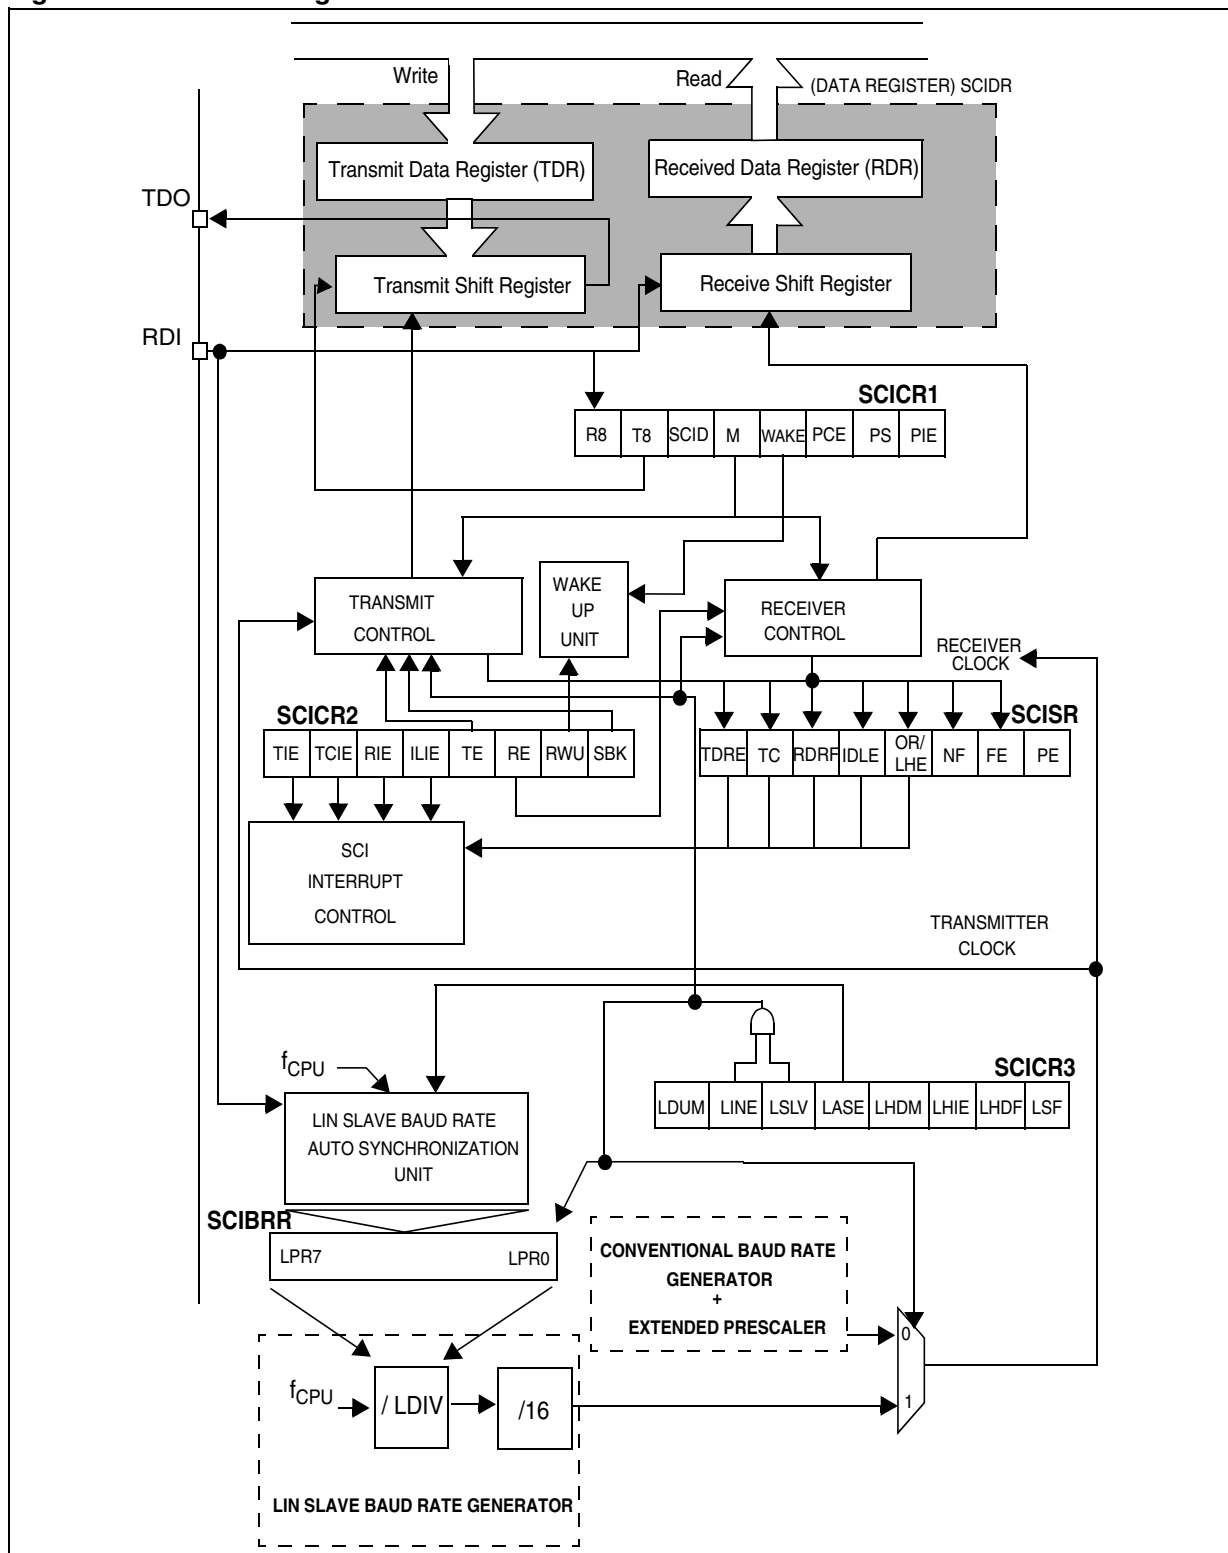 Write
Read
(DATA REGISTER) SCIDR
Transmit Data Register (TDR)
Received Data Register (RDR)
TDO
Transmit Shift Register
Receive Shift Register
RDI
SCICR1
R8 T8 SCID M WAKE PCE PS PIE
TRANSMIT
CONTROL
WAKE
UP
UNIT
RECEIVER
CONTROL
RECEIVER
CLOCK
SCICR2
TIE TCIE RIE ILIE TE RE RWU SBK
SCISR
TDRE TC RDRF IDLE OR/
LHE NF FE PE
SCI
INTERRUPT
CONTROL
TRANSMITTER
CLOCK
fCPU
SCICR3
LDUM LINE LSLV LASE LHDM LHIE LHDF LSF
LIN SLAVE BAUD RATE
AUTO SYNCHRONIZATION
UNIT
SCIBRR
LPR7 LPR0
CONVENTIONAL BAUD RATE
GENERATOR
+
EXTENDED PRESCALER
0
1
fCPU
/ LDIV
/16
LIN SLAVE BAUD RATE GENERATOR